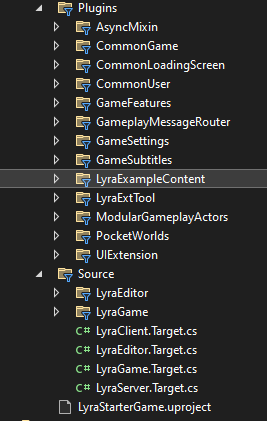 Plugins
AsyncMixin
CommonGame
CommonLoadingScreen
CommonUser
GameFeatures
GameplayMessageRouter
GameSettings
GameSubtitles
LyraExampleContent
LyraExtTool
ModularGameplayActors
PocketWorlds
UIExtension
Source
LyraEditor
LyraGame
C# LyraClient.Target.cs
C# LyraEditor.Target.cs
C# LyraGame.Target.cs
C# LyraServer.Target.cs
LyraStarterGame.uproject